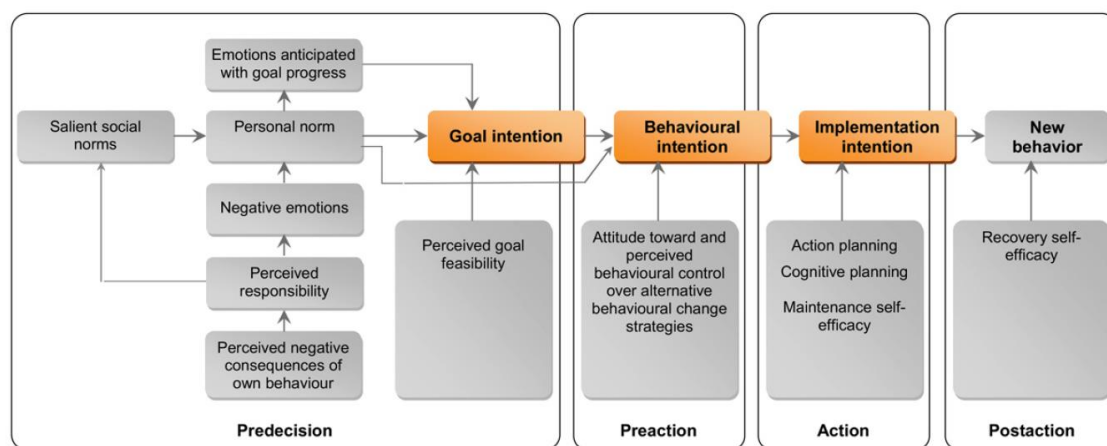 Emotions anticipated
with goal progress
Salient social
norms
Personal norm
Goal intention
Behavioural
intention
Implementation
intention
New
behavior
Negative emotions
Perceived
responsibility
Perceived negative
consequences of
own behaviour
Perceived goal
feasibility
Attitude toward and
perceived
behavioural control
over alternative
behavioural change
strategies
Action planning
Cognitive planning
Maintenance self-
efficacy
Recovery self-
efficacy
Predecision
Preaction
Action
Postaction